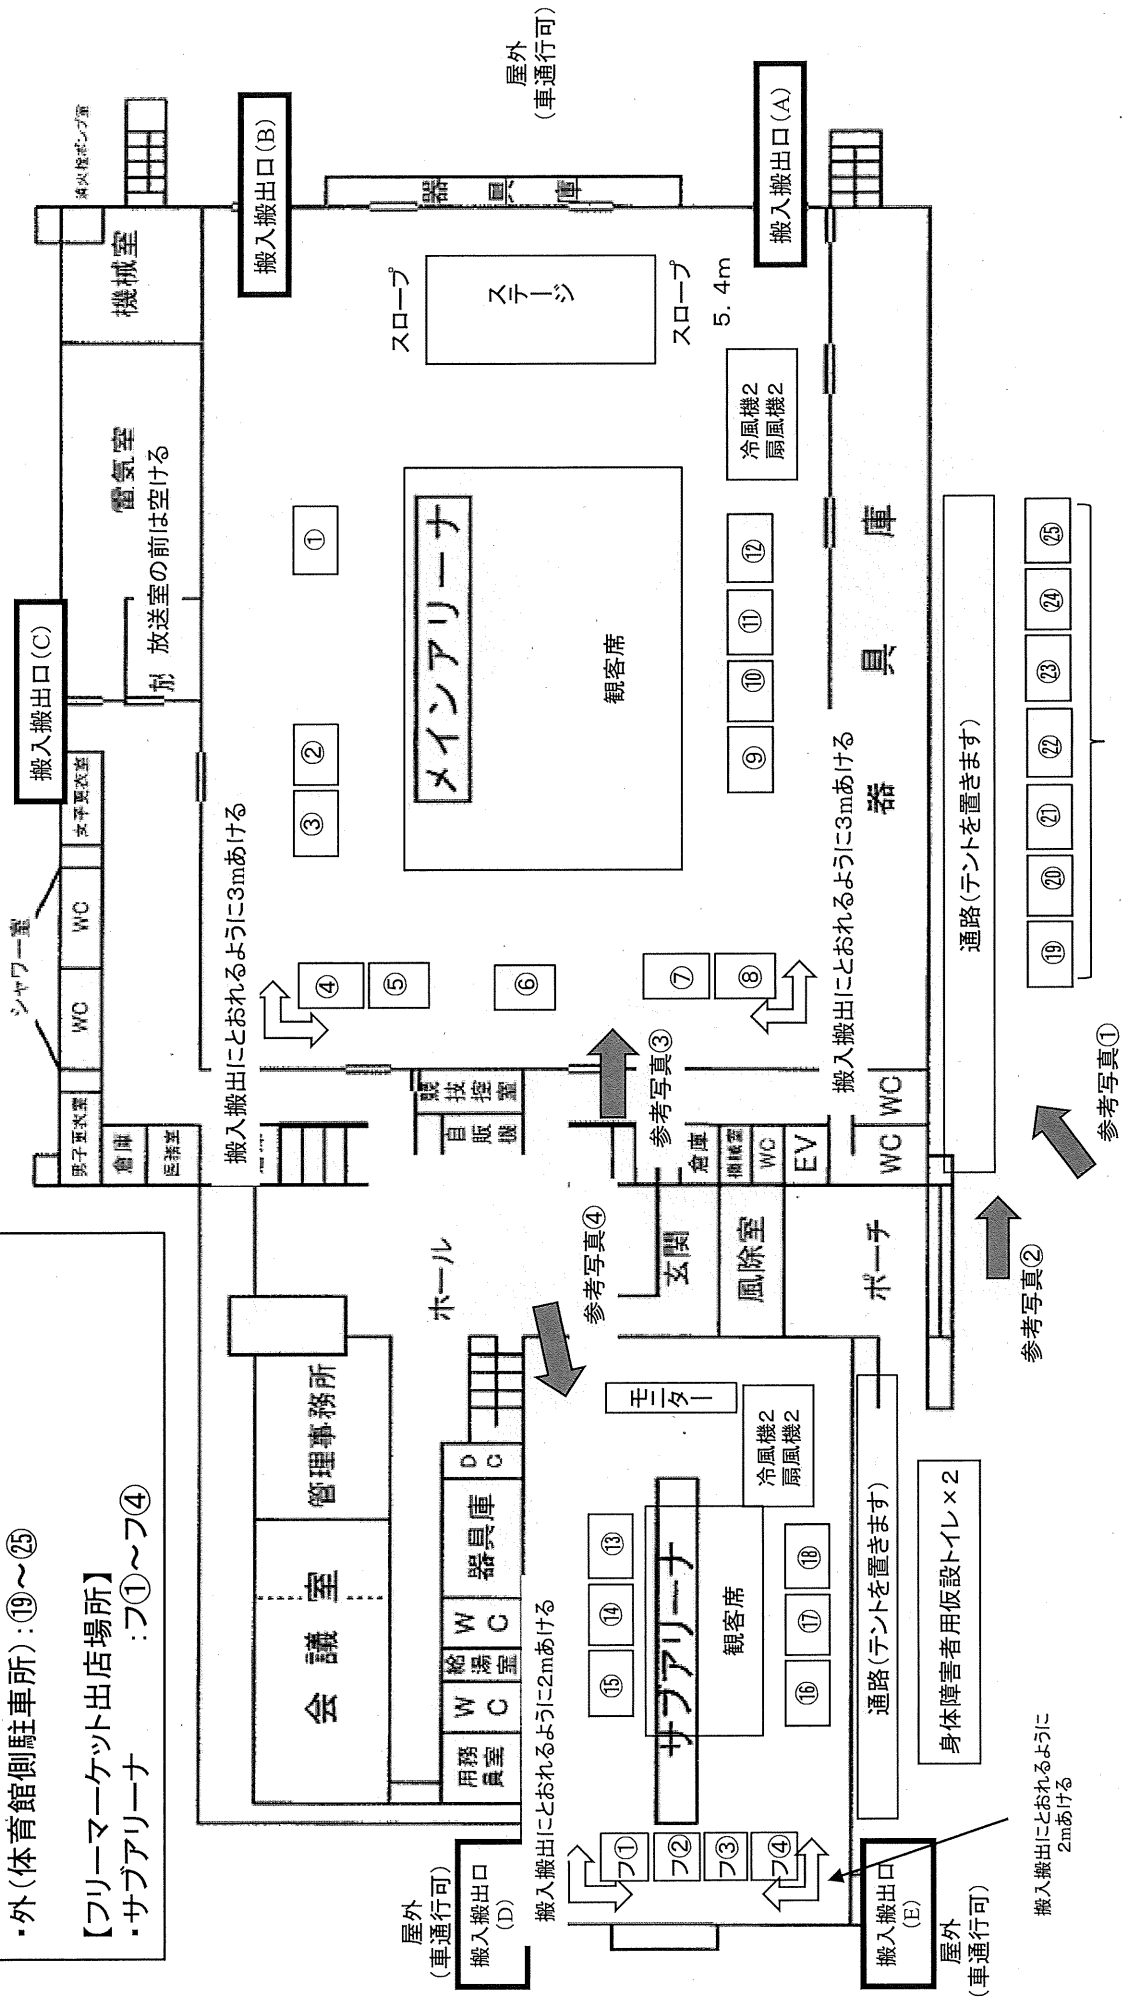 ・外(体育館側駐車所):⑲～㉕
【フリーマーケット出店場所】
・サブアリーナ :フ①～フ④
シャワー室
搬入搬出口(C)
消火栓ポンプ室
男子更衣室
WC
WC
女子更衣室
倉庫
医務室
放送室の前は空ける
電気室
機械室
搬入搬出口(B)
搬入搬出にとおれるように3mあける
①
②
③
④
⑤
⑥
⑦
⑧
メインアリーナ
観客席
スロープ
ステージ
スロープ
5.4m
器具庫
屋外
(車通行可)
搬入搬出口(A)
⑨
⑩
⑪
⑫
冷風機2
扇風機2
搬入搬出にとおれるように3mあける
器具庫
競技控室
自販機
参考写真③
倉庫
機械室
WC
EV
WC
WC
ホール
参考写真④
玄関
風除室
ポーチ
管理事務所
会議室
DC
器具庫
WC
給湯室
WC
用務員室
屋外
(車通行可)
搬入搬出口
(D)
搬入搬出にとおれるように2mあける
モニター
冷風機2
扇風機2
⑮
⑭
⑬
サブアリーナ
観客席
⑯
⑰
⑱
フ①
フ②
フ③
フ④
搬入搬出口
(E)
屋外
(車通行可)
通路(テントを置きます)
身体障害者用仮設トイレ×2
搬入搬出にとおれるように
2mあける
参考写真②
参考写真①
通路(テントを置きます)
⑲
⑳
㉑
㉒
㉓
㉔
㉕